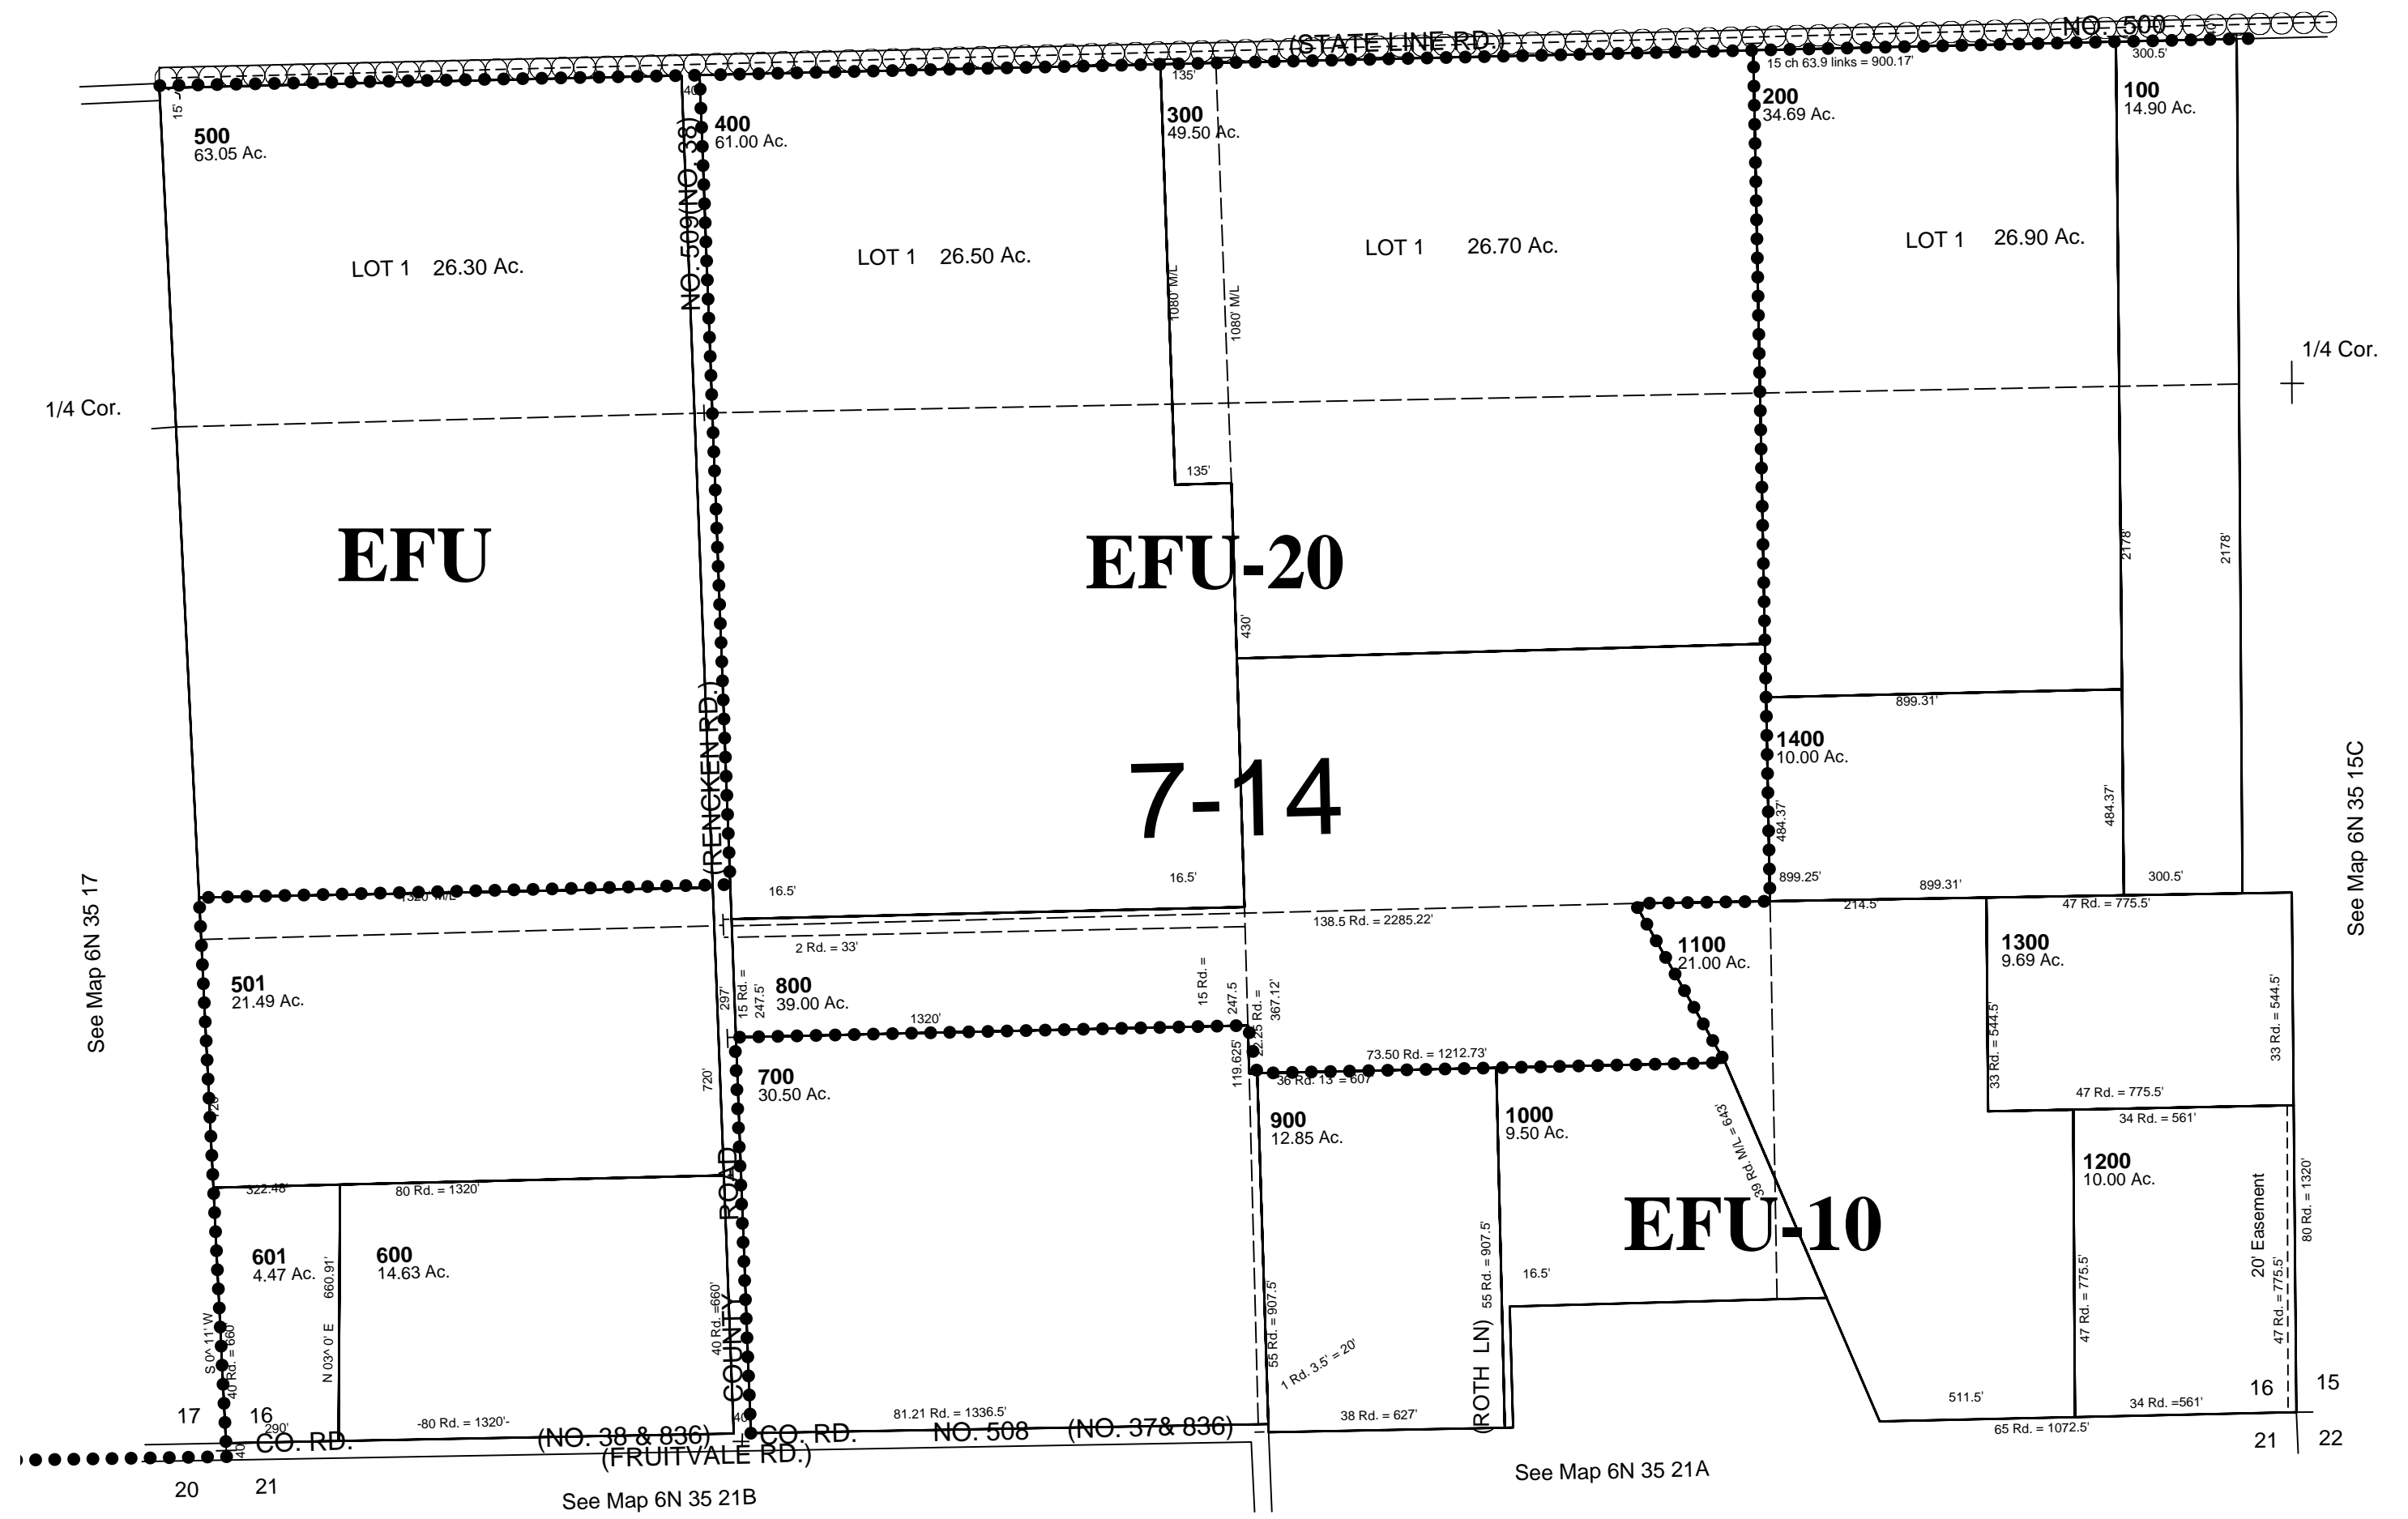 (STATE LINE RD.)
NO. 500
15'
40'
135'
15 ch 63.9 links = 900.17'
300.5'
500
63.05 Ac.
400
61.00 Ac.
300
49.50 Ac.
200
34.69 Ac.
100
14.90 Ac.
NO. 509(NO. 38)
LOT 1 26.30 Ac.
LOT 1 26.50 Ac.
LOT 1 26.70 Ac.
LOT 1 26.90 Ac.
1080' M/L
1080' M/L
1/4 Cor.
1/4 Cor.
135'
EFU
EFU-20
2178'
2178'
430'
(RENCKEN RD.)
899.31'
1400
10.00 Ac.
7-14
484.37'
484.37'
See Map 6N 35 15C
See Map 6N 35 17
1320' M/L
16.5'
16.5'
899.25'
899.31'
300.5'
214.5'
47 Rd. = 775.5'
138.5 Rd. = 2285.22'
2 Rd. = 33'
1100
21.00 Ac.
1300
9.69 Ac.
501
21.49 Ac.
297'
15 Rd. =
247.5'
800
39.00 Ac.
15 Rd. =
247.5
22.25 Rd. =
367.12'
33 Rd. = 544.5'
33 Rd. = 544.5'
1320'
119.625'
73.50 Rd. = 1212.73'
36 Rd. 13' = 607'
720'
720'
700
30.50 Ac.
47 Rd. = 775.5'
34 Rd. = 561'
900
12.85 Ac.
1000
9.50 Ac.
39 Rd. M/L = 643'
1200
10.00 Ac.
322.48'
80 Rd. = 1320'
COUNTY ROAD
EFU-10
20' Easement
80 Rd. = 1320'
601
4.47 Ac.
660.91'
N 03^ 0' E
600
14.63 Ac.
S 0^ 11' W
40 Rd. = 660'
40 Rd. =660'
55 Rd. = 907.5'
55 Rd. = 907.5'
(ROTH LN)
16.5'
1 Rd. 3.5' = 20'
47 Rd. = 775.5'
47 Rd. = 775.5'
17
16
290'
-80 Rd. = 1320'-
40'
81.21 Rd. = 1336.5'
38 Rd. = 627'
511.5'
34 Rd. =561'
16
15
65 Rd. = 1072.5'
40'
CO. RD.
(NO. 38 & 836)
CO. RD.
NO. 508
(NO. 37& 836)
(FRUITVALE RD.)
21
22
20
21
See Map 6N 35 21B
See Map 6N 35 21A